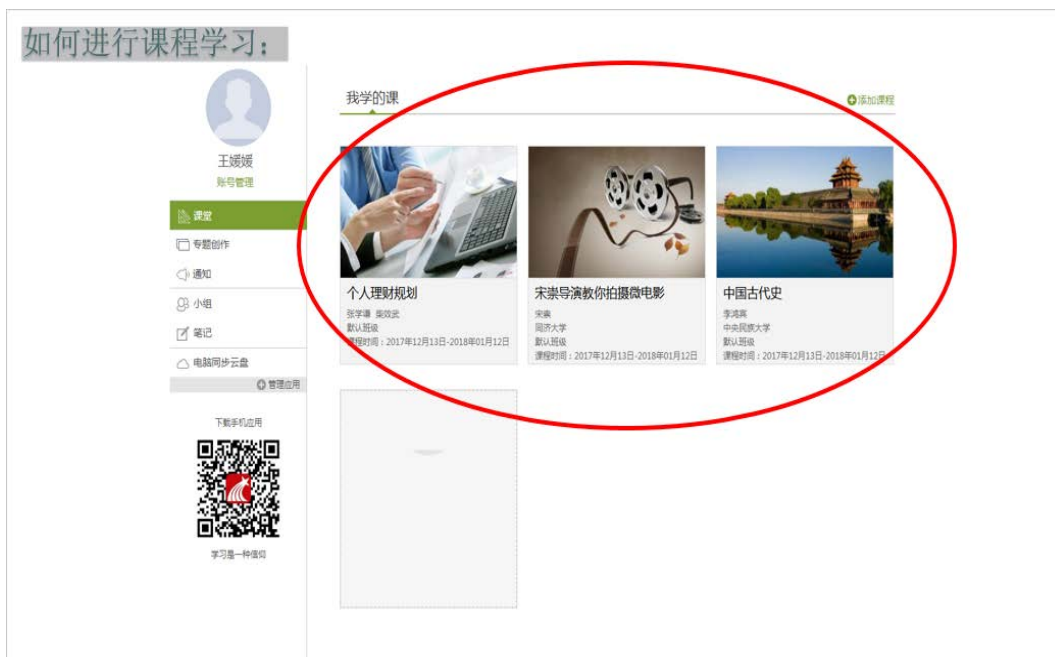 如何进行课程学习：
王媛媛
账号管理
课堂
专题创作
通知
小组
笔记
电脑同步云盘
管理应用
下载手机应用
学习是一种信仰
我学的课
添加课程
个人理财规划
张学谦 柴效武
默认班级
课程时间：2017年12月13日-2018年01月12日
宋崇导演教你拍摄微电影
宋崇
同济大学
默认班级
课程时间：2017年12月13日-2018年01月12日
中国古代史
李鸿宾
中央民族大学
默认班级
课程时间：2017年12月13日-2018年01月12日